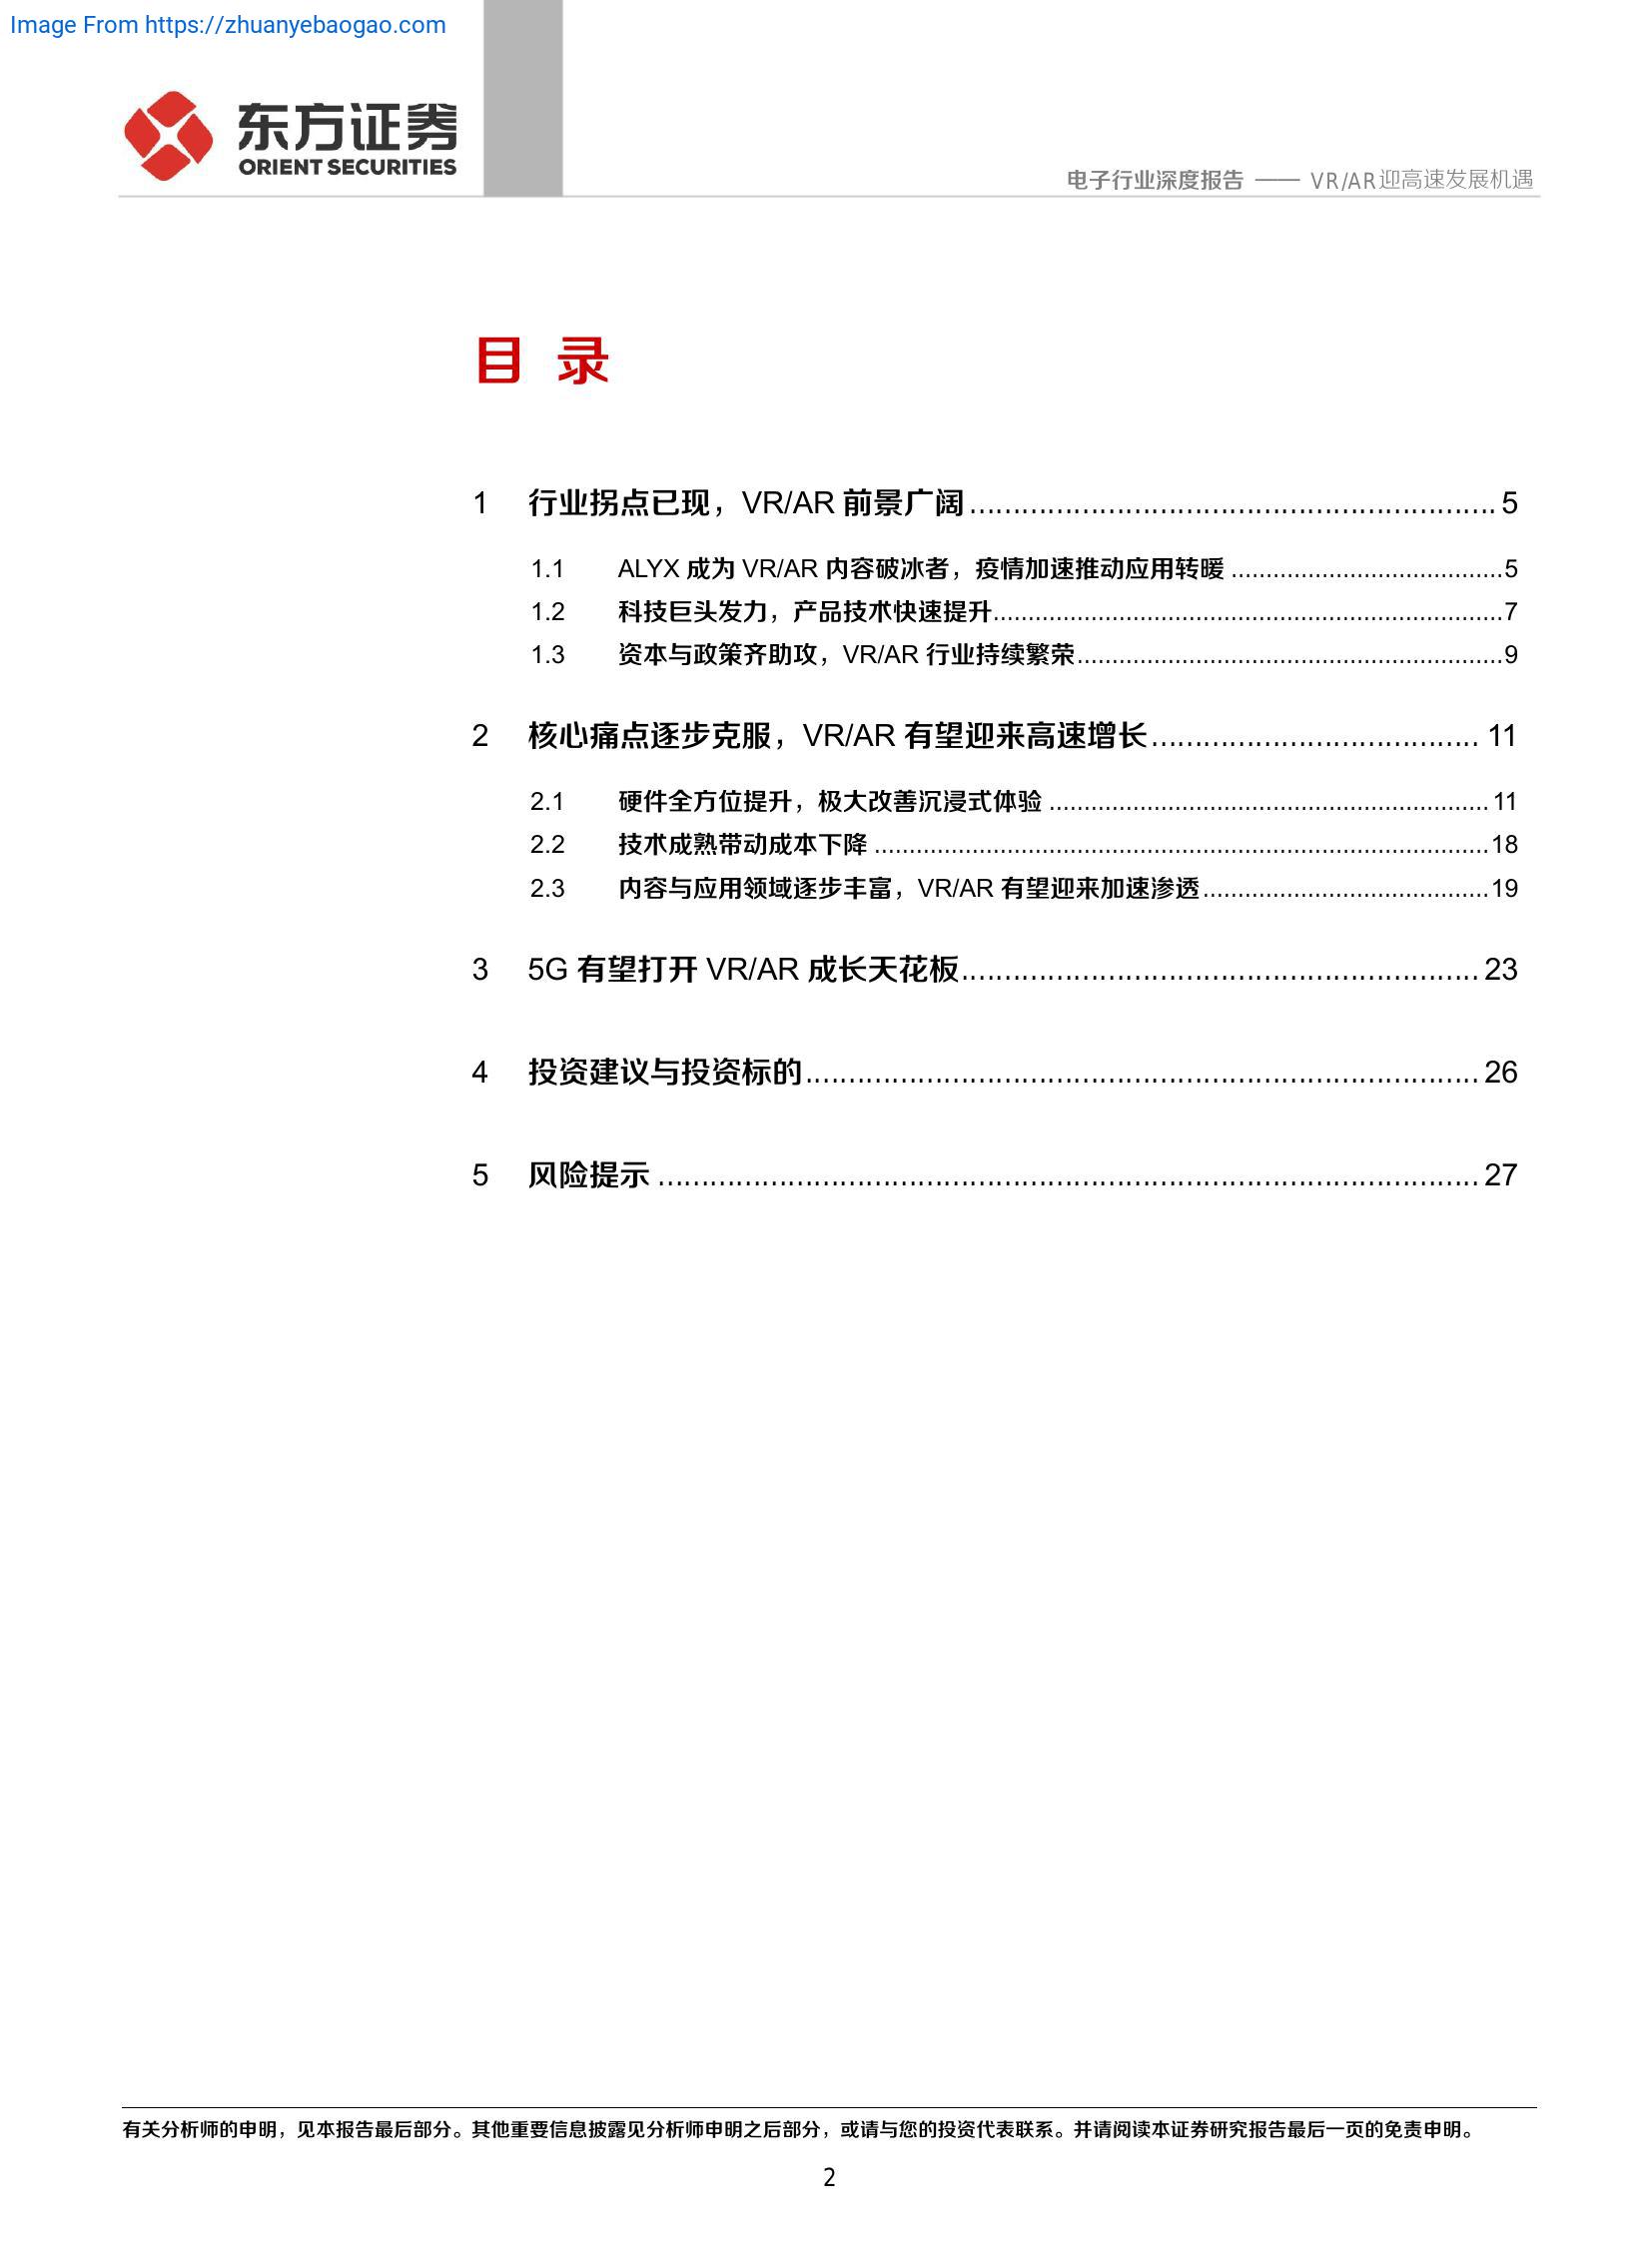 Image From https://zhuanyebaogao.com
东方证券
ORIENT SECURITIES
电子行业深度报告 —— VR/AR迎高速发展机遇
目 录
1 行业拐点已现，VR/AR 前景广阔 ........................................................ 5
1.1 ALYX 成为 VR/AR 内容破冰者，疫情加速推动应用转暖 ........................................ 5
1.2 科技巨头发力，产品技术快速提升 ........................................................ 7
1.3 资本与政策齐助攻，VR/AR 行业持续繁荣 ........................................................ 9
2 核心痛点逐步克服，VR/AR 有望迎来高速增长 ...................................... 11
2.1 硬件全方位提升，极大改善沉浸式体验 ........................................................ 11
2.2 技术成熟带动成本下降 ........................................................ 18
2.3 内容与应用领域逐步丰富，VR/AR 有望迎来加速渗透 ........................................ 19
3 5G 有望打开 VR/AR 成长天花板 ........................................................ 23
4 投资建议与投资标的 ........................................................ 26
5 风险提示 ........................................................ 27
有关分析师的申明，见本报告最后部分。其他重要信息披露见分析师申明之后部分，或请与您的投资代表联系。并请阅读本证券研究报告最后一页的免责申明。
2